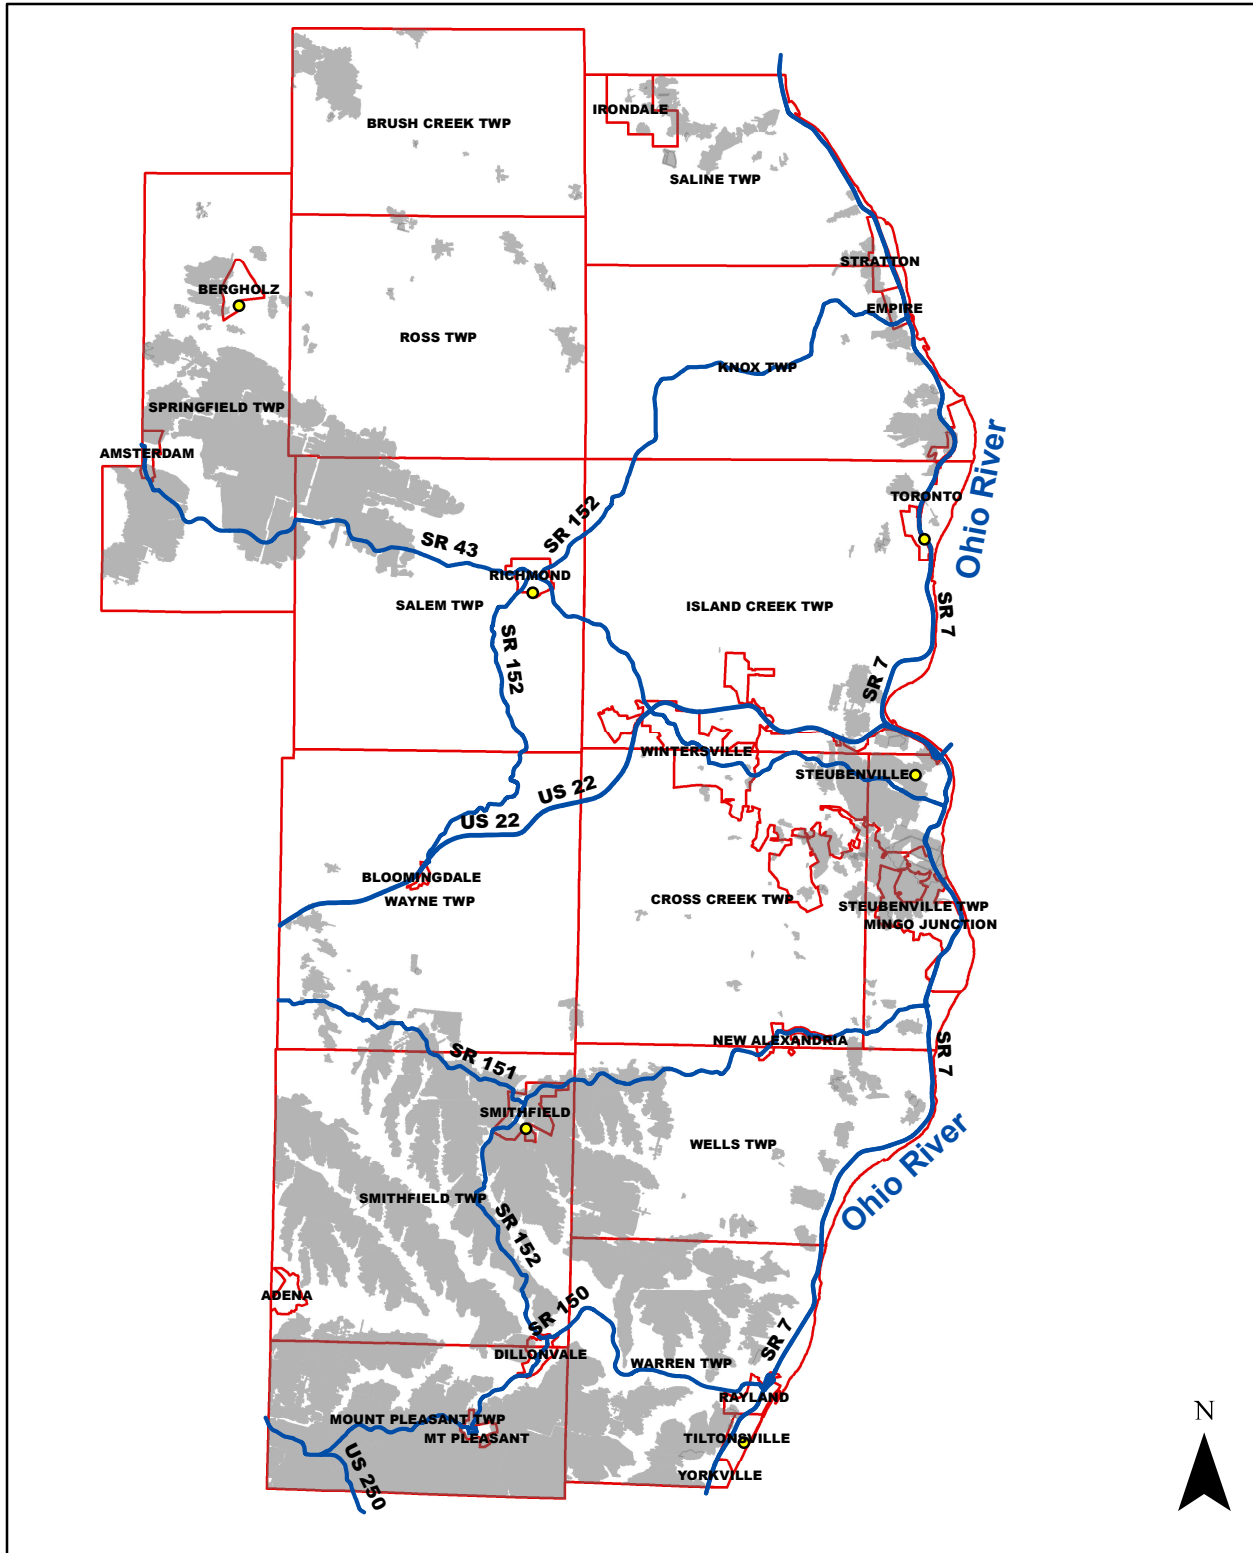 IRONDALE
BRUSH CREEK TWP
SALINE TWP
STRATTON
BERGHOLZ
EMPIRE
ROSS TWP
KNOX TWP
SPRINGFIELD TWP
AMSTERDAM
TORONTO
Ohio River
SR 152
SR 43
RICHMOND
SALEM TWP
ISLAND CREEK TWP
SR 7
SR 152
SR 7
WINTERSVILLE
STEUBENVILLE
US 22
US 22
BLOOMINGDALE
WAYNE TWP
CROSS CREEK TWP
STEUBENVILLE TWP
MINGO JUNCTION
NEW ALEXANDRIA
SR 7
SR 151
SMITHFIELD
WELLS TWP
Ohio River
SMITHFIELD TWP
SR 152
ADENA
SR 150
SR 7
DILLONVALE
WARREN TWP
RAYLAND
MOUNT PLEASANT TWP
MT PLEASANT
TILTONSVILLE
YORKVILLE
US 250
N